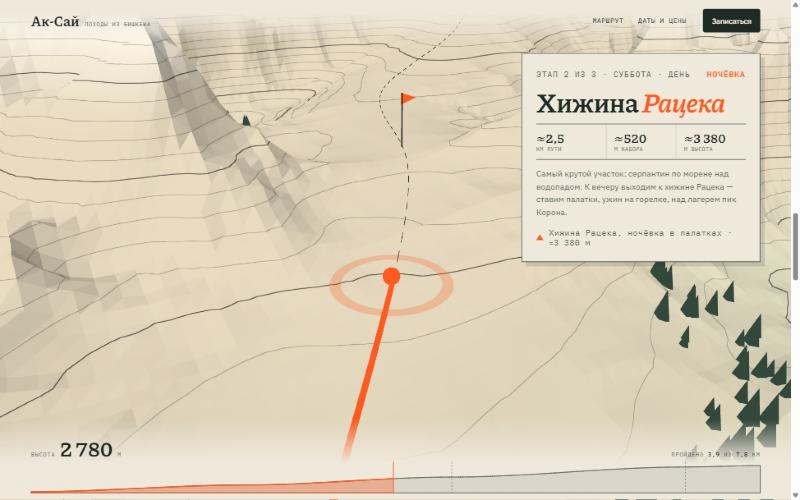 Ак-Сай ПОХОДЫ ИЗ БИШКЕКА
МАРШРУТ ДАТЫ И ЦЕНЫ Записаться
ЭТАП 2 ИЗ 3 · СУББОТА · ДЕНЬ НОЧЁВКА
Хижина Рацека
≈2,5 ≈520 ≈3 380
КМ ПУТИ М НАБОРА М ВЫСОТА
Самый крутой участок: серпантин по морене над
водопадом. К вечеру выходим к хижине Рацека —
ставим палатки, ужин на горелке, над лагерем пик
Корона.
Хижина Рацека, ночёвка в палатках ·
≈3 380 м
ВЫСОТА 2 780 М
ПРОЙДЕНО 3,9 ИЗ 7,8 КМ